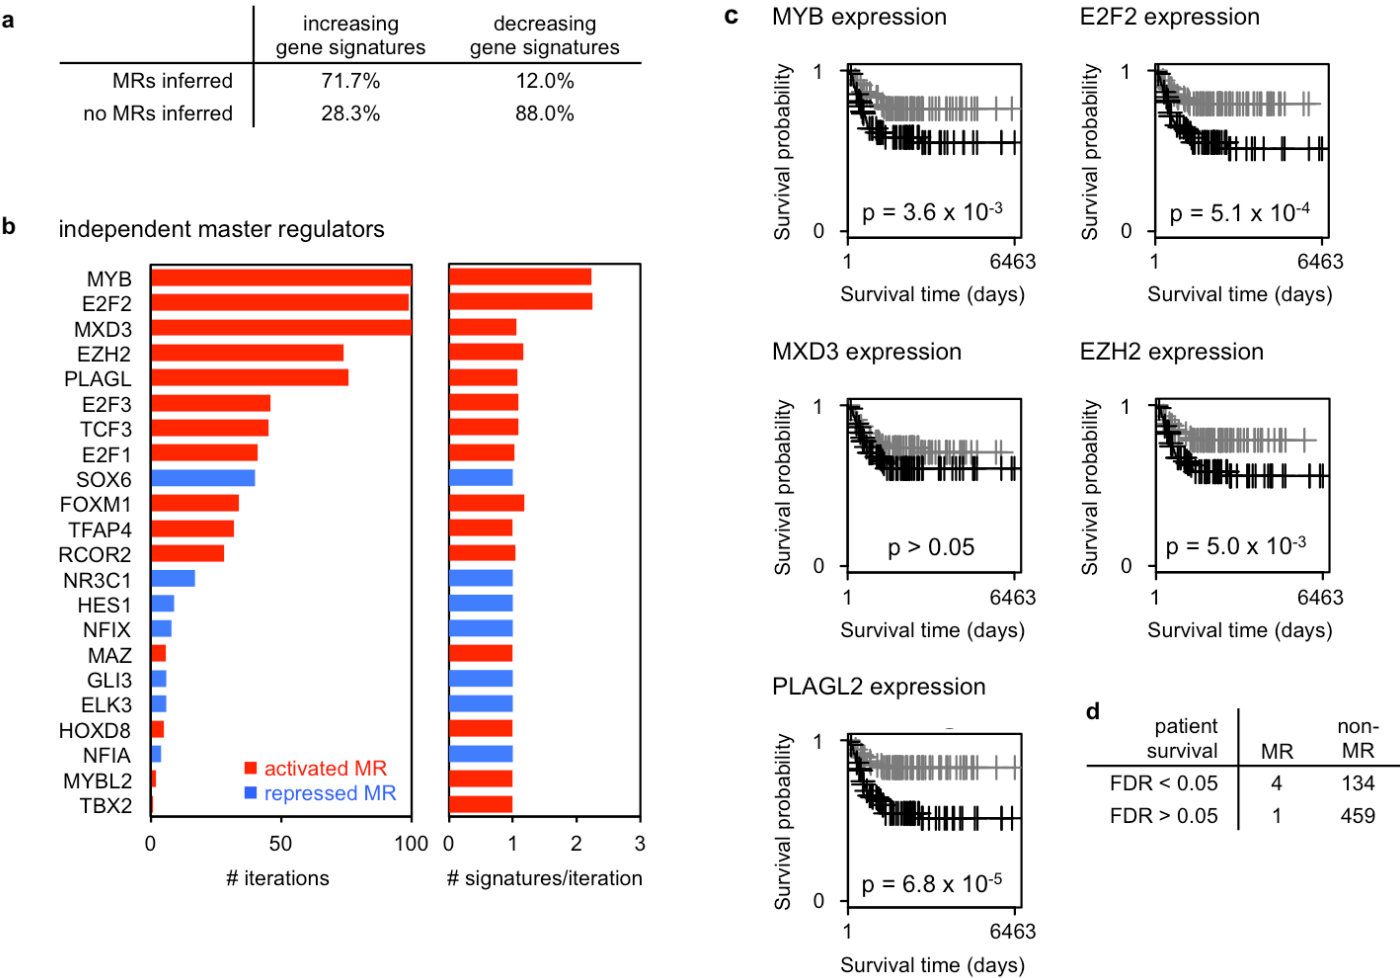 a
increasing gene signatures
decreasing gene signatures
MRs inferred 71.7% 12.0%
no MRs inferred 28.3% 88.0%
b
independent master regulators
MYB
E2F2
MXD3
EZH2
PLAGL
E2F3
TCF3
E2F1
SOX6
FOXM1
TFAP4
RCOR2
NR3C1
HES1
NFIX
MAZ
GLI3
ELK3
HOXD8
NFIA
MYBL2
TBX2
activated MR
repressed MR
0 50 100
# iterations
0 1 2 3
# signatures/iteration
c
MYB expression
Survival probability
1
0
p = 3.6 x 10-3
1 6463
Survival time (days)
E2F2 expression
Survival probability
1
0
p = 5.1 x 10-4
1 6463
Survival time (days)
MXD3 expression
Survival probability
1
0
p > 0.05
1 6463
Survival time (days)
EZH2 expression
Survival probability
1
0
p = 5.0 x 10-3
1 6463
Survival time (days)
PLAGL2 expression
Survival probability
1
0
p = 6.8 x 10-5
1 6463
Survival time (days)
d
patient survival
MR
non-MR
FDR < 0.05 4 134
FDR > 0.05 1 459